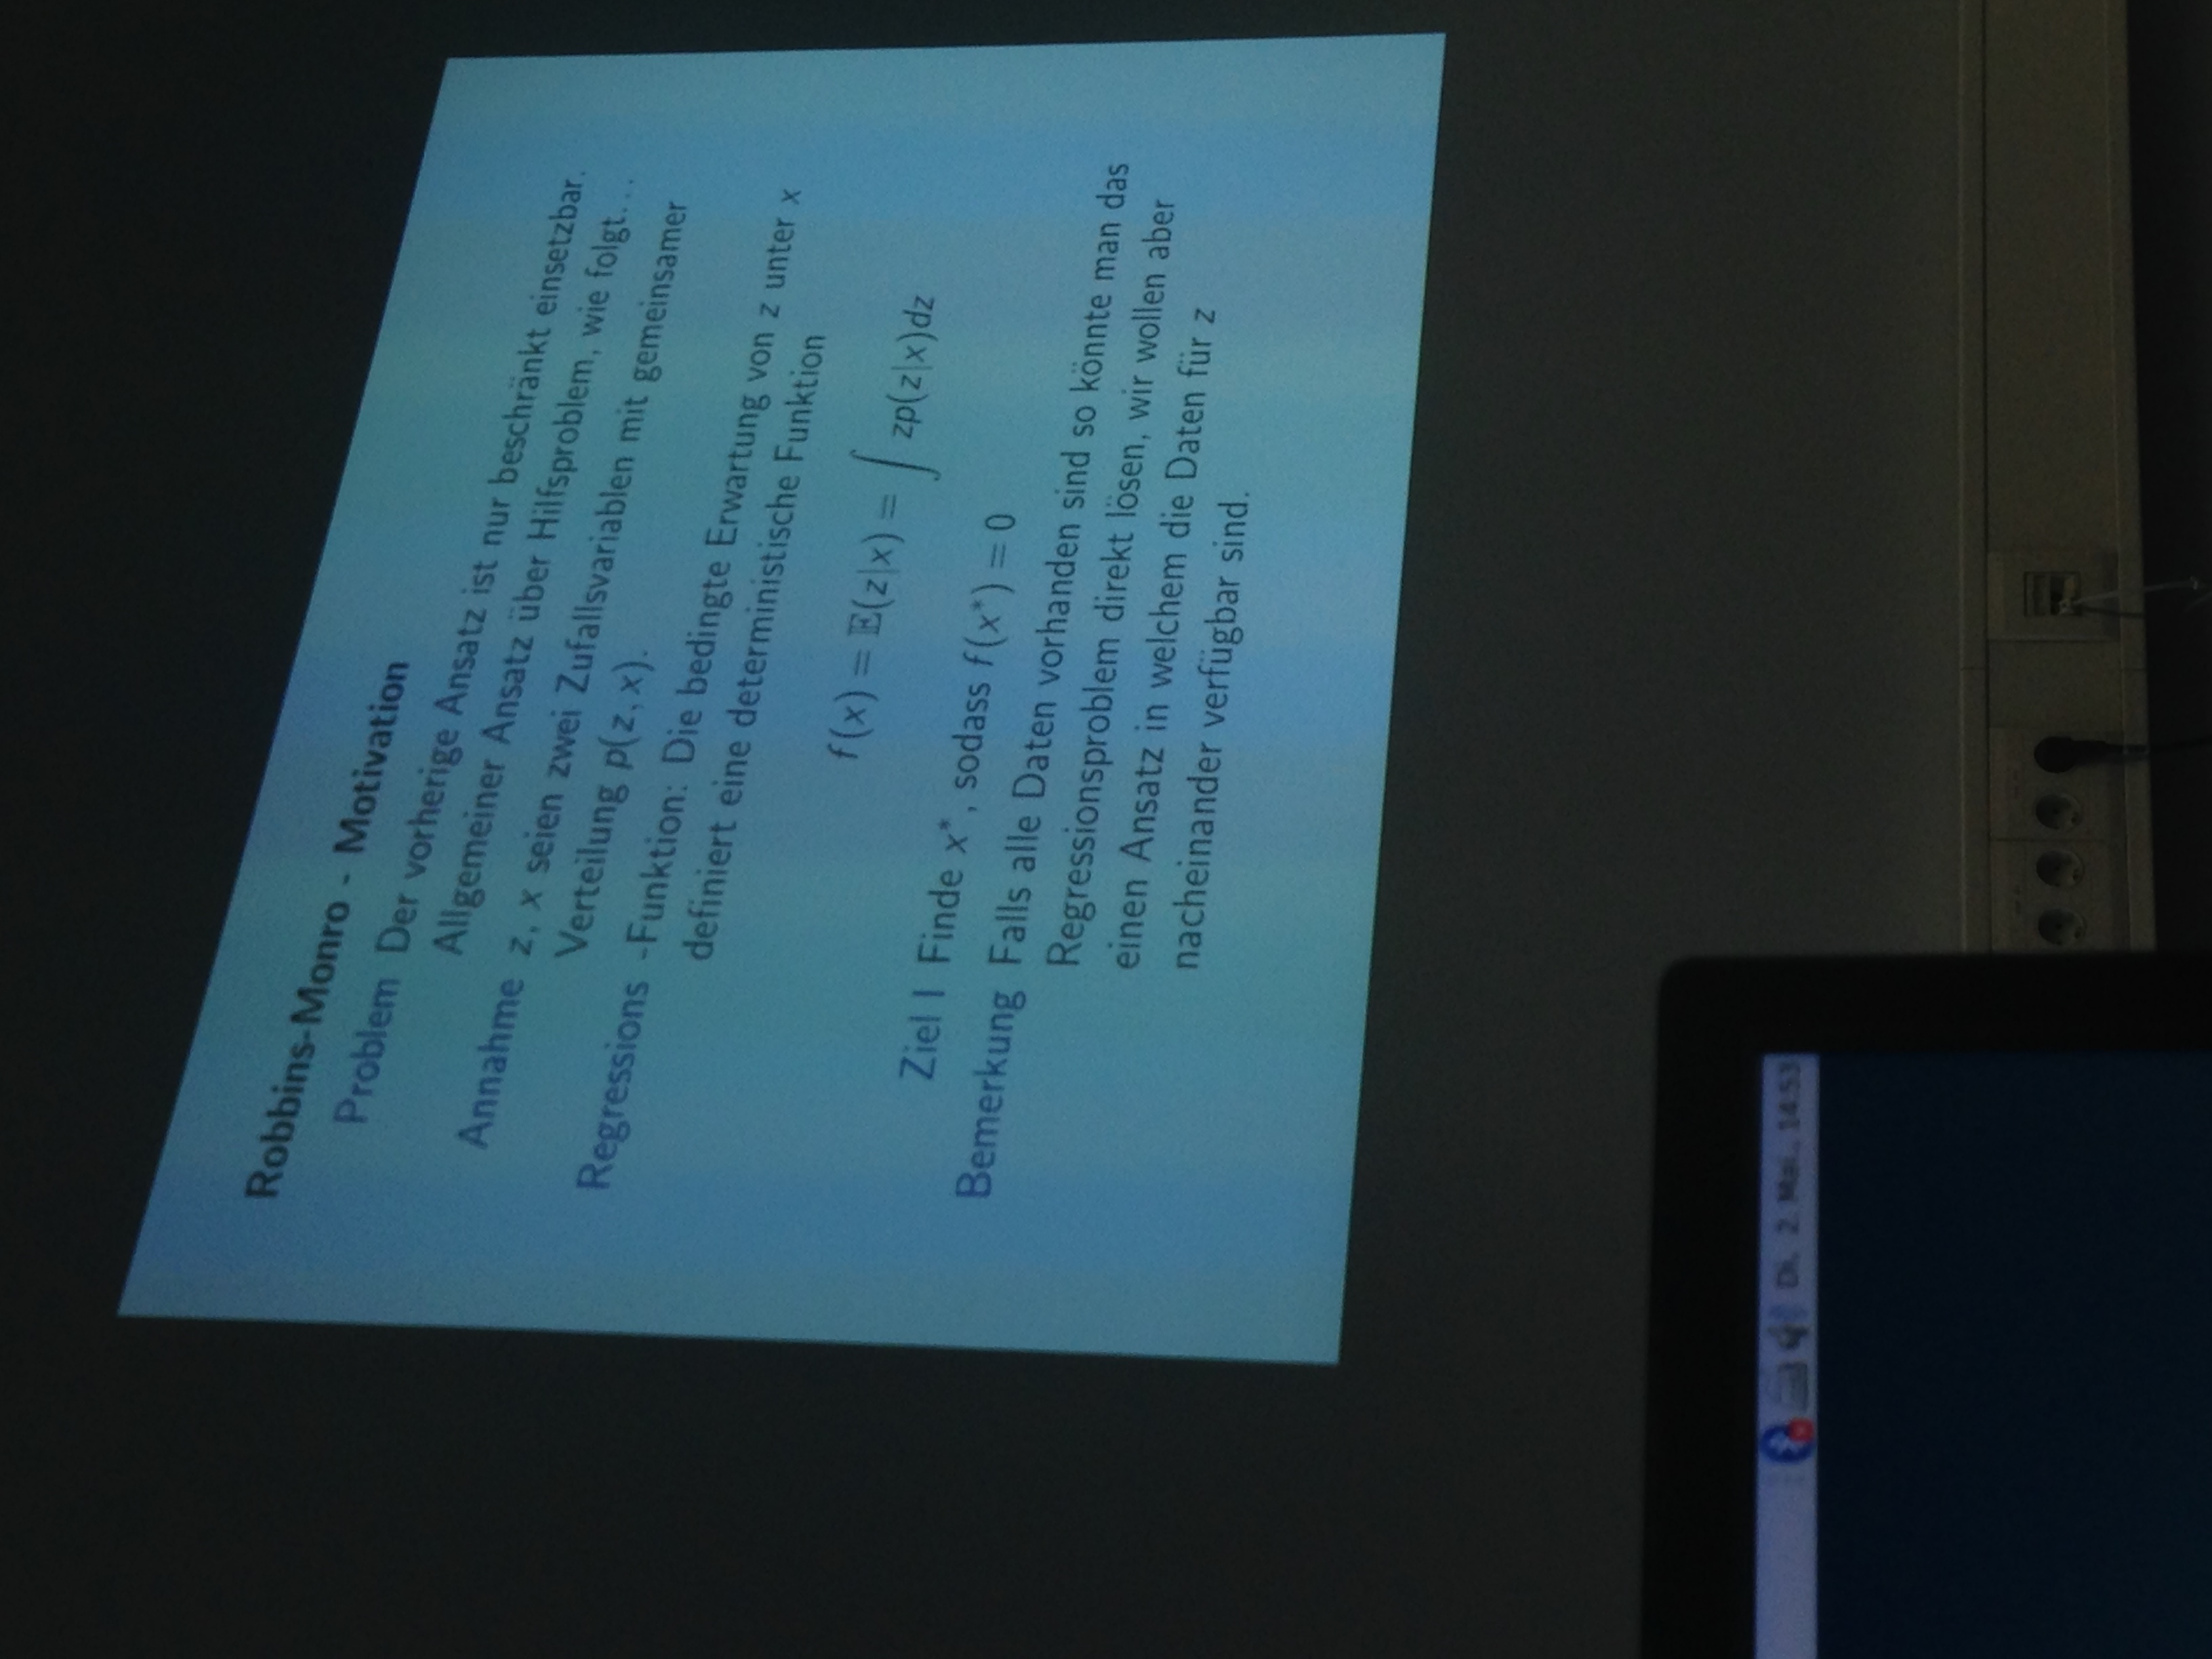 Robbins-Monro - Motivation
Problem Der vorherige Ansatz ist nur beschränkt einsetzbar.
Allgemeiner Ansatz über Hilfsproblem, wie folgt...
Annahme z, x seien zwei Zufallsvariablen mit gemeinsamer
Verteilung p(z, x).
Regressions -Funktion: Die bedingte Erwartung von z unter x
definiert eine deterministische Funktion
f(x) = 𝔼(z|x) = ∫ zp(z|x)dz
Ziel I Finde x*, sodass f(x*) = 0
Bemerkung Falls alle Daten vorhanden sind so könnte man das
Regressionsproblem direkt lösen, wir wollen aber
einen Ansatz in welchem die Daten für z
nacheinander verfügbar sind.
Di, 2. Mai., 14:53